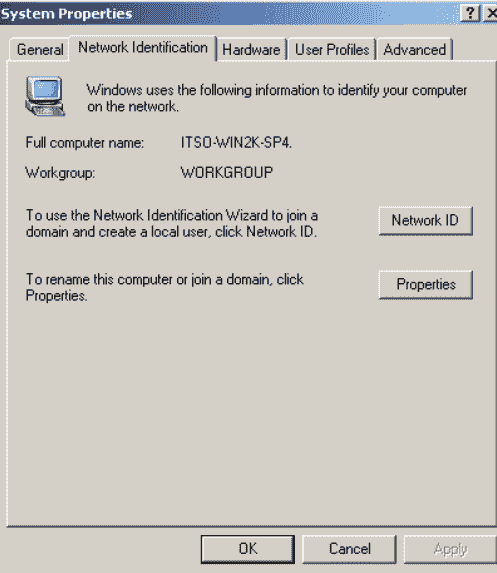 System Properties
General Network Identification Hardware User Profiles Advanced
Windows uses the following information to identify your computer
on the network.
Full computer name: ITSO-WIN2K-SP4.
Workgroup: WORKGROUP
To use the Network Identification Wizard to join a
domain and create a local user, click Network ID.
Network ID
To rename this computer or join a domain, click
Properties.
Properties
OK Cancel Apply